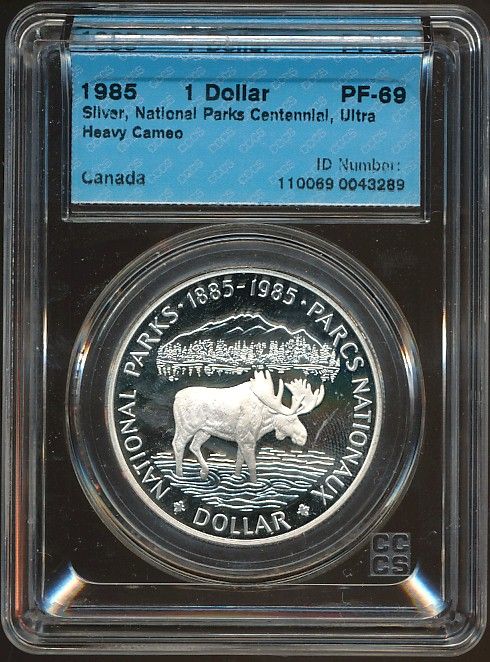 1985 1 Dollar PF-69
Silver, National Parks Centennial, Ultra
Heavy Cameo
ID Number:
Canada 110069 0043289
NATIONAL PARKS · 1885-1985 · PARCS NATIONAUX
DOLLAR
CC
CS